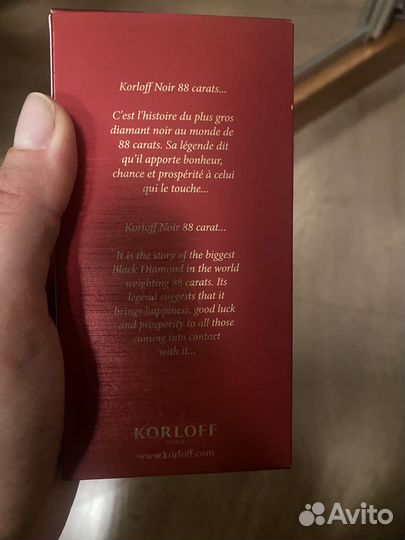 Korloff Noir 88 carats...
C'est l'histoire du plus gros
diamant noir au monde de
88 carats. Sa légende dit
qu'il apporte bonheur,
chance et prospérité à celui
qui le touche...
Korloff Noir 88 carat...
It is the story of the biggest
Black Diamond in the world
weighting 88 carats. Its
legend suggests that it
brings happiness, good luck
and prosperity to all those
coming into contact
with it...
KORLOFF
PARIS
www.korloff.com
Avito